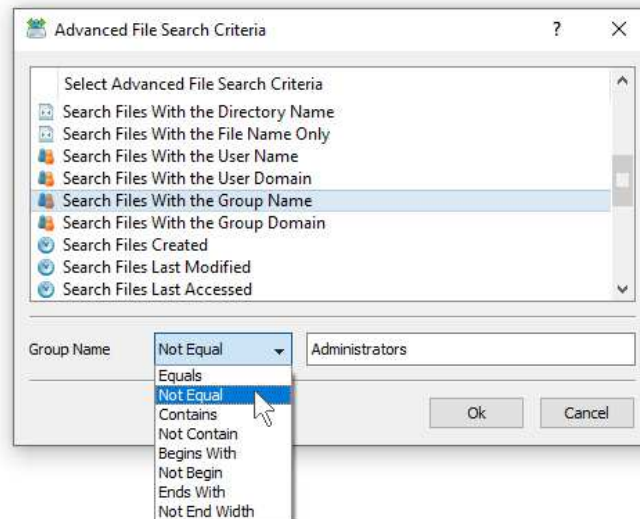 Advanced File Search Criteria
?
Select Advanced File Search Criteria
Search Files With the Directory Name
Search Files With the File Name Only
Search Files With the User Name
Search Files With the User Domain
Search Files With the Group Name
Search Files With the Group Domain
Search Files Created
Search Files Last Modified
Search Files Last Accessed
Group Name Not Equal Administrators
Equals
Not Equal
Contains
Not Contain
Begins With
Not Begin
Ends With
Not End Width
Ok Cancel